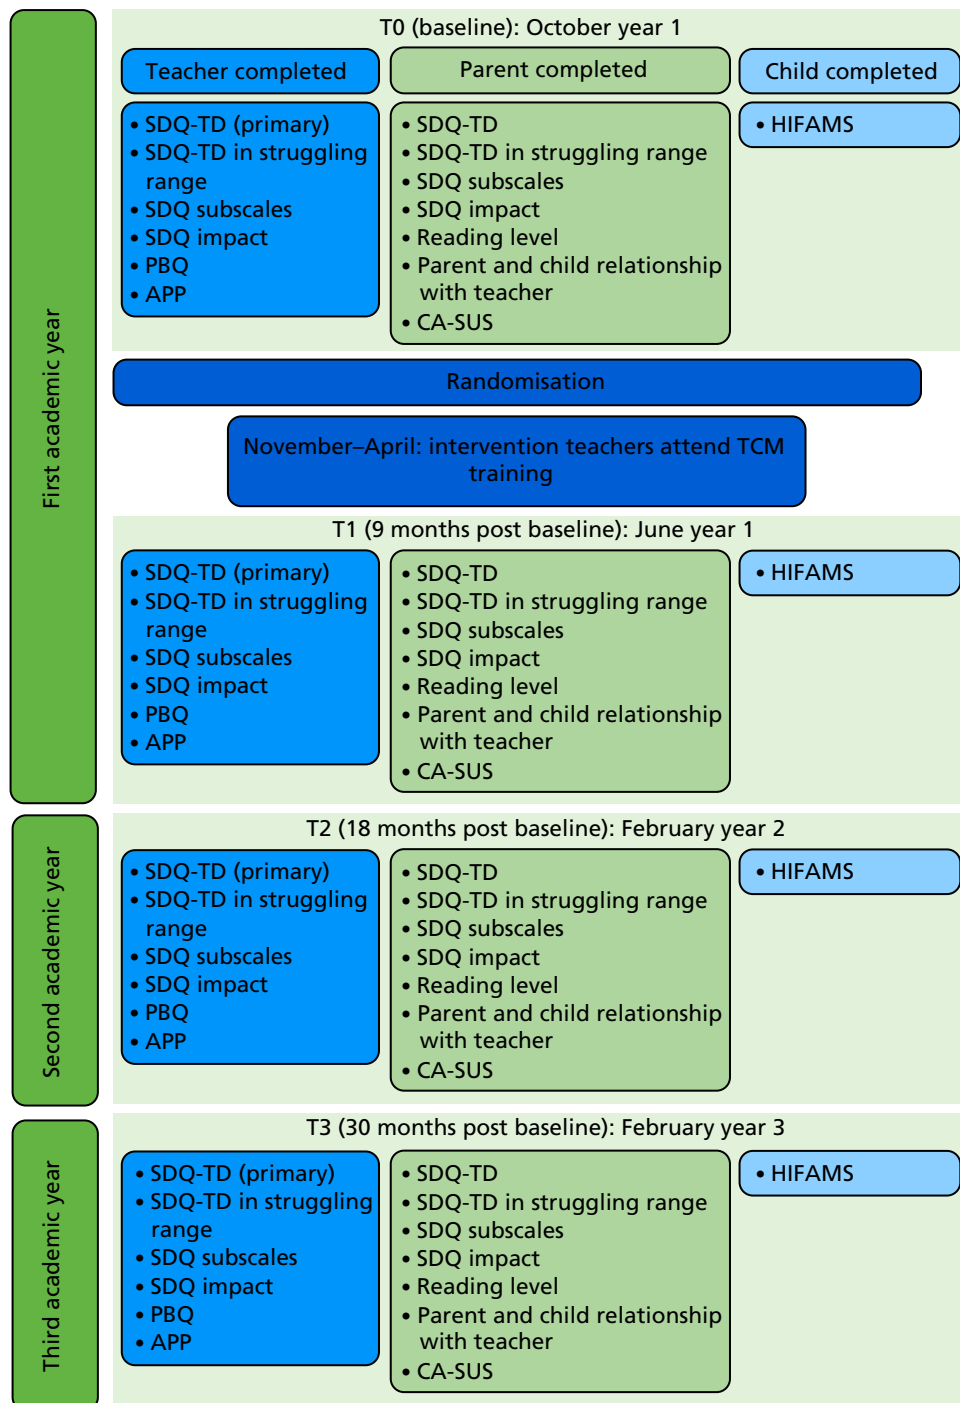 First academic year
T0 (baseline): October year 1
Teacher completed
• SDQ-TD (primary)
• SDQ-TD in struggling
range
• SDQ subscales
• SDQ impact
• PBQ
• APP
Parent completed
• SDQ-TD
• SDQ-TD in struggling range
• SDQ subscales
• SDQ impact
• Reading level
• Parent and child relationship
with teacher
• CA-SUS
Child completed
• HIFAMS
Randomisation
November–April: intervention teachers attend TCM
training
T1 (9 months post baseline): June year 1
• SDQ-TD (primary)
• SDQ-TD in struggling
range
• SDQ subscales
• SDQ impact
• PBQ
• APP
• SDQ-TD
• SDQ-TD in struggling range
• SDQ subscales
• SDQ impact
• Reading level
• Parent and child relationship
with teacher
• CA-SUS
• HIFAMS
Second academic year
T2 (18 months post baseline): February year 2
• SDQ-TD (primary)
• SDQ-TD in struggling
range
• SDQ subscales
• SDQ impact
• PBQ
• APP
• SDQ-TD
• SDQ-TD in struggling range
• SDQ subscales
• SDQ impact
• Reading level
• Parent and child relationship
with teacher
• CA-SUS
• HIFAMS
Third academic year
T3 (30 months post baseline): February year 3
• SDQ-TD (primary)
• SDQ-TD in struggling
range
• SDQ subscales
• SDQ impact
• PBQ
• APP
• SDQ-TD
• SDQ-TD in struggling range
• SDQ subscales
• SDQ impact
• Reading level
• Parent and child relationship
with teacher
• CA-SUS
• HIFAMS